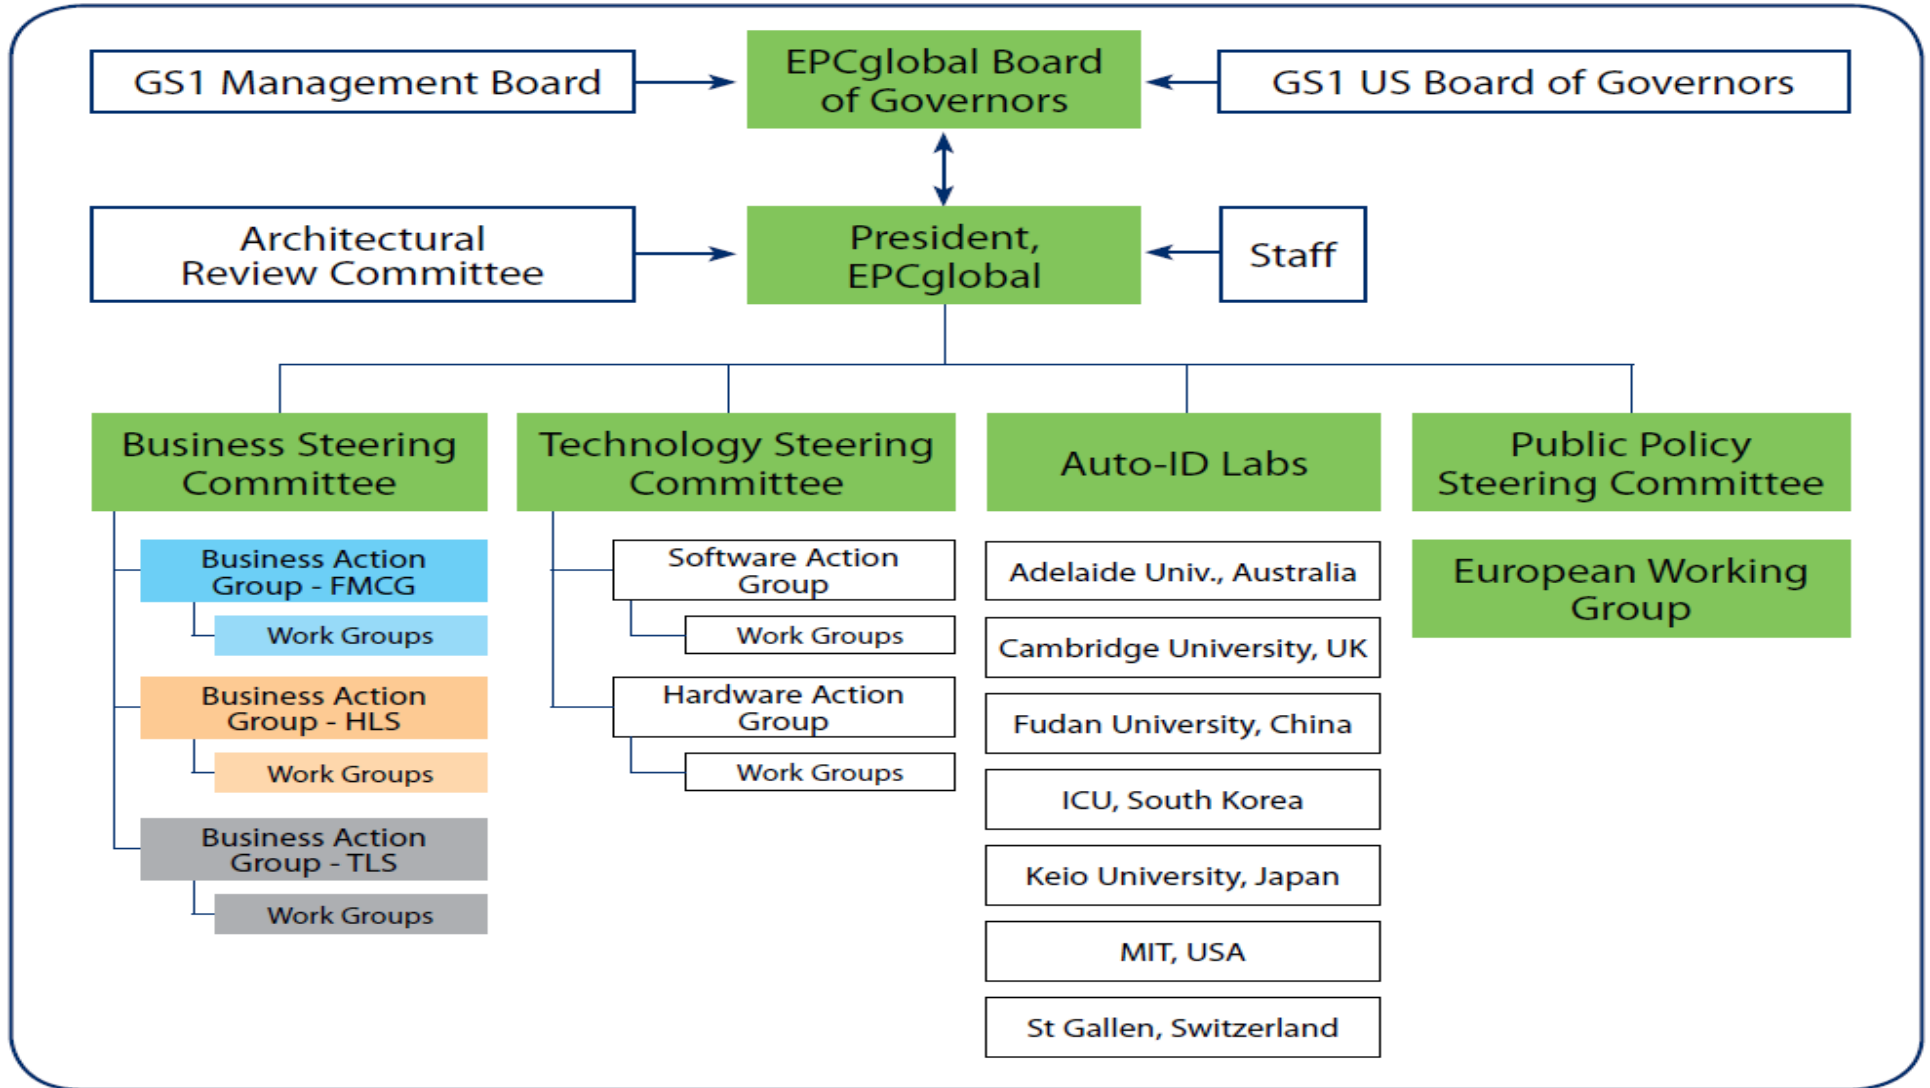 GS1 Management Board
EPCglobal Board
of Governors
GS1 US Board of Governors
Architectural
Review Committee
President,
EPCglobal
Staff
Business Steering
Committee
Business Action
Group - FMCG
Work Groups
Business Action
Group - HLS
Work Groups
Business Action
Group - TLS
Work Groups
Technology Steering
Committee
Software Action
Group
Work Groups
Hardware Action
Group
Work Groups
Auto-ID Labs
Adelaide Univ., Australia
Cambridge University, UK
Fudan University, China
ICU, South Korea
Keio University, Japan
MIT, USA
St Gallen, Switzerland
Public Policy
Steering Committee
European Working
Group